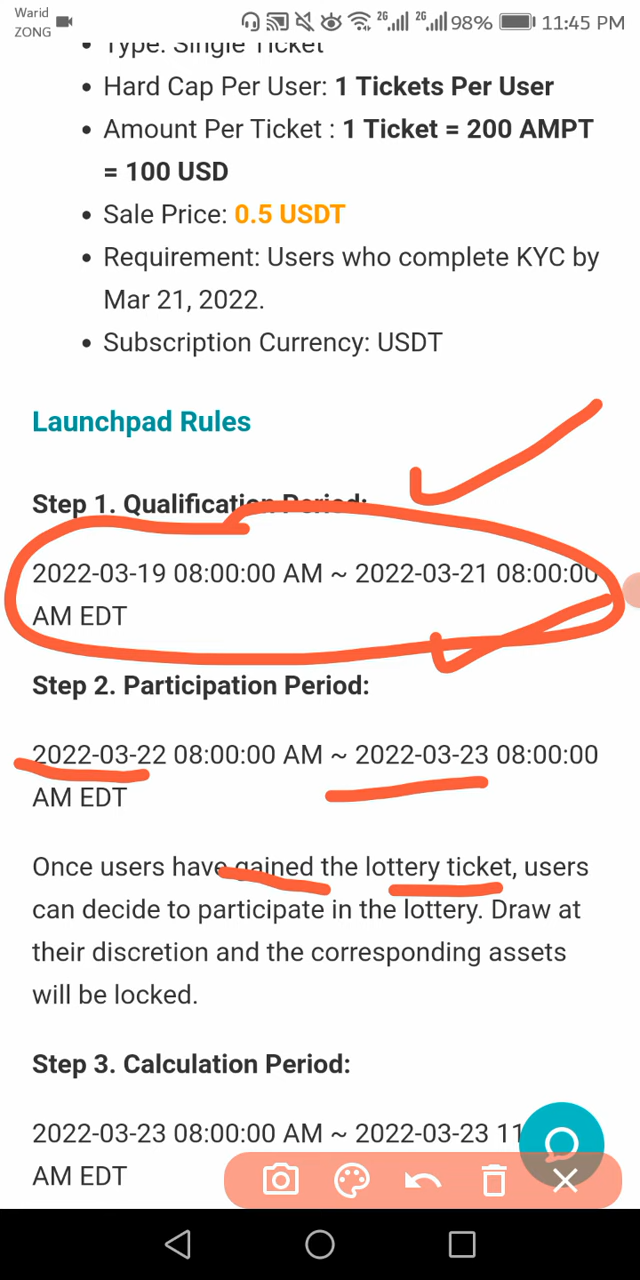 Warid
ZONG
2G
2G
98%
11:45 PM
Type: Single Ticket
Hard Cap Per User: 1 Tickets Per User
Amount Per Ticket : 1 Ticket = 200 AMPT
= 100 USD
Sale Price: 0.5 USDT
Requirement: Users who complete KYC by
Mar 21, 2022.
Subscription Currency: USDT
Launchpad Rules
Step 1. Qualification Period:
2022-03-19 08:00:00 AM ~ 2022-03-21 08:00:00
AM EDT
Step 2. Participation Period:
2022-03-22 08:00:00 AM ~ 2022-03-23 08:00:00
AM EDT
Once users have gained the lottery ticket, users
can decide to participate in the lottery. Draw at
their discretion and the corresponding assets
will be locked.
Step 3. Calculation Period:
2022-03-23 08:00:00 AM ~ 2022-03-23 11
AM EDT